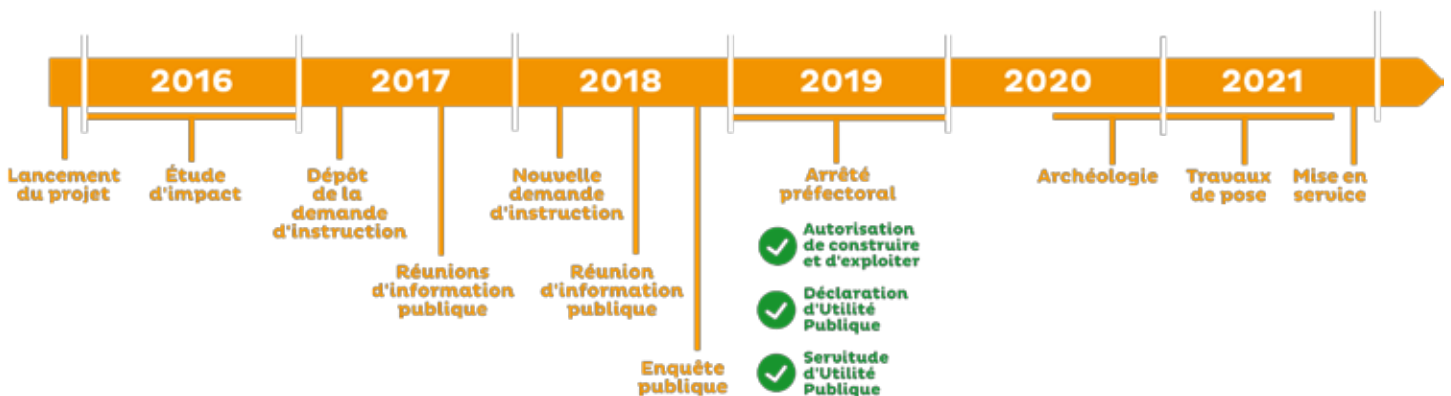 2016
2017
2018
2019
2020
2021
Lancement
du projet
Étude
d'impact
Dépôt
de la
demande
d'instruction
Réunions
d'information
publique
Nouvelle
demande
d'instruction
Réunion
d'information
publique
Enquête
publique
Arrêté
préfectoral
Autorisation
de construire
et d'exploiter
Déclaration
d'Utilité
Publique
Servitude
d'Utilité
Publique
Archéologie
Travaux
de pose
Mise en
service